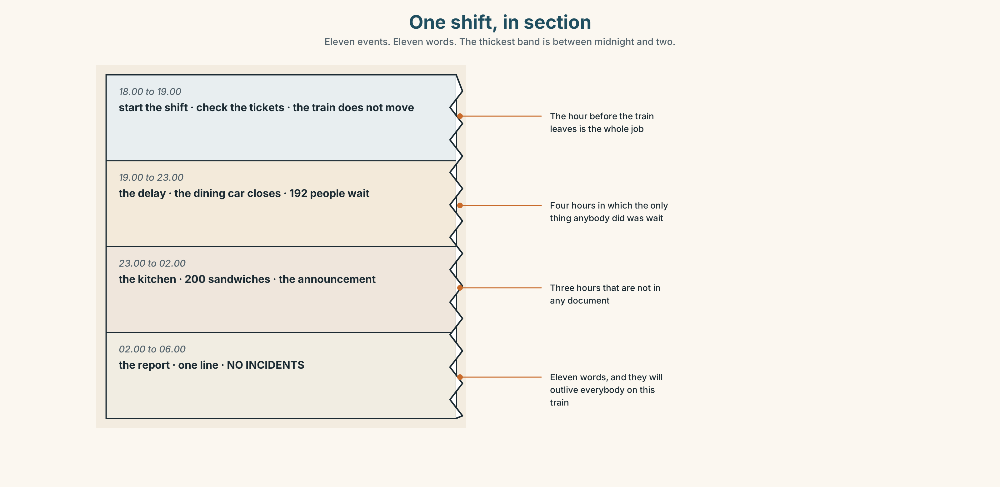 One shift, in section
Eleven events. Eleven words. The thickest band is between midnight and two.
18.00 to 19.00
start the shift · check the tickets · the train does not move
The hour before the train
leaves is the whole job
19.00 to 23.00
the delay · the dining car closes · 192 people wait
Four hours in which the only
thing anybody did was wait
23.00 to 02.00
the kitchen · 200 sandwiches · the announcement
Three hours that are not in
any document
02.00 to 06.00
the report · one line · NO INCIDENTS
Eleven words, and they will
outlive everybody on this
train